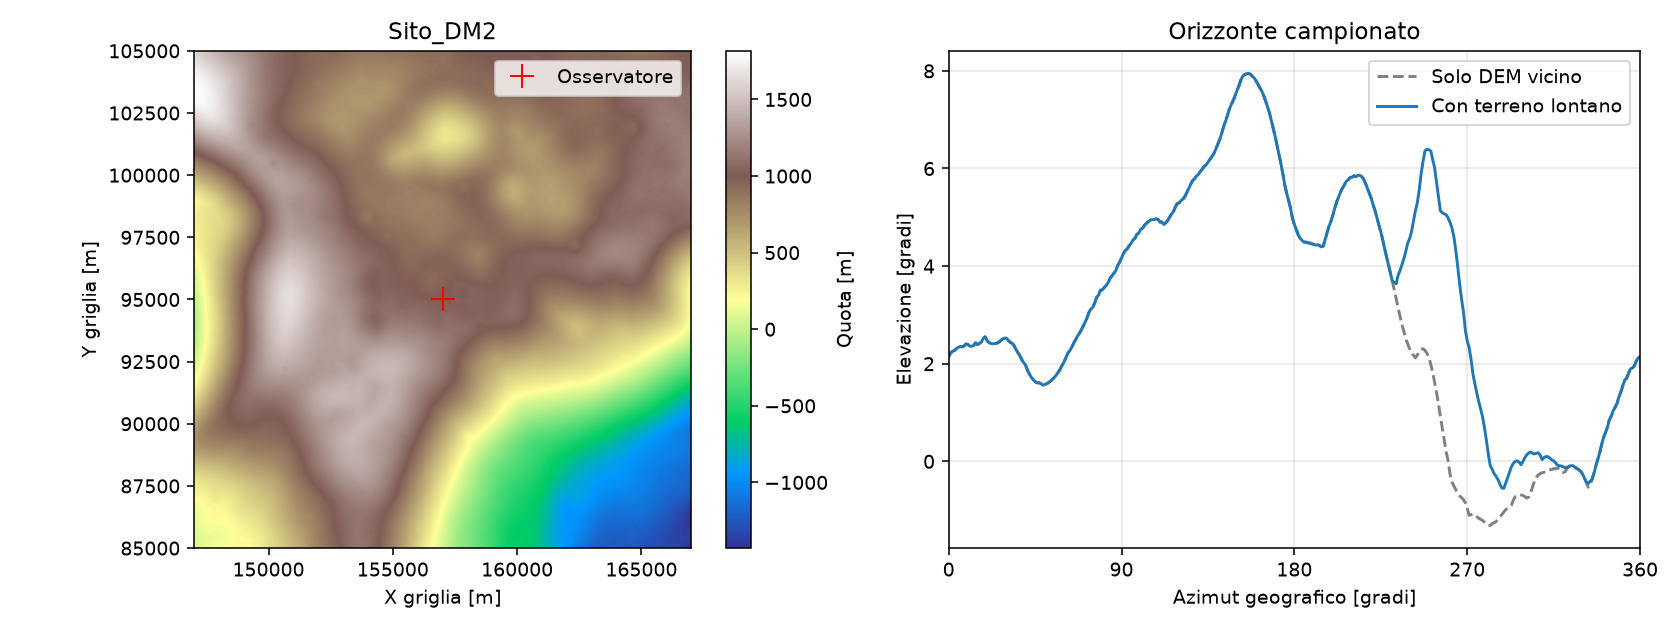 Sito_DM2
105000
102500
100000
97500
95000
92500
90000
87500
85000
Y griglia [m]
150000
155000
160000
165000
X griglia [m]
Osservatore
1500
1000
500
0
−500
−1000
Quota [m]
Orizzonte campionato
8
6
4
2
0
Elevazione [gradi]
0
90
180
270
360
Azimut geografico [gradi]
Solo DEM vicino
Con terreno lontano